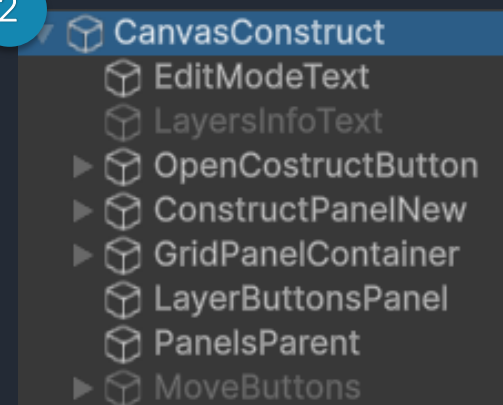 2
CanvasConstruct
EditModeText
LayersInfoText
OpenCostructButton
ConstructPanelNew
GridPanelContainer
LayerButtonsPanel
PanelsParent
MoveButtons